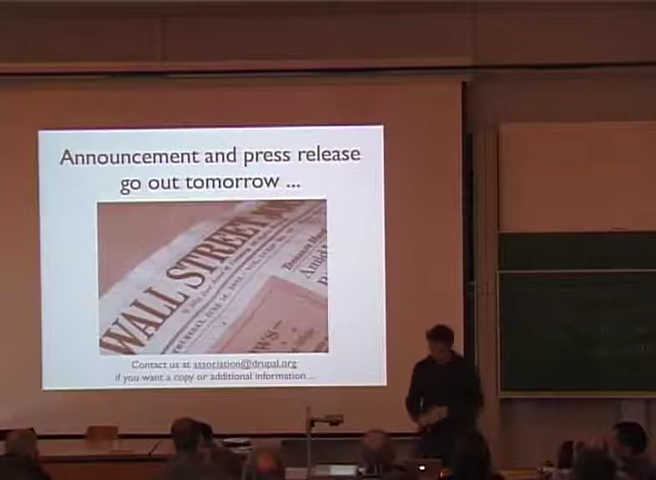 Announcement and press release
go out tomorrow ...
WALL STREET
Contact us at association@drupal.org
if you want a copy or additional information ...